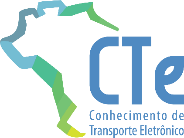 CTe
Conhecimento de
Transporte Eletrônico